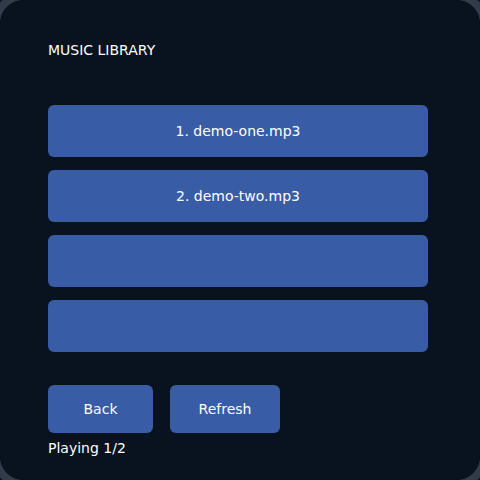 MUSIC LIBRARY
1. demo-one.mp3
2. demo-two.mp3
Back
Refresh
Playing 1/2